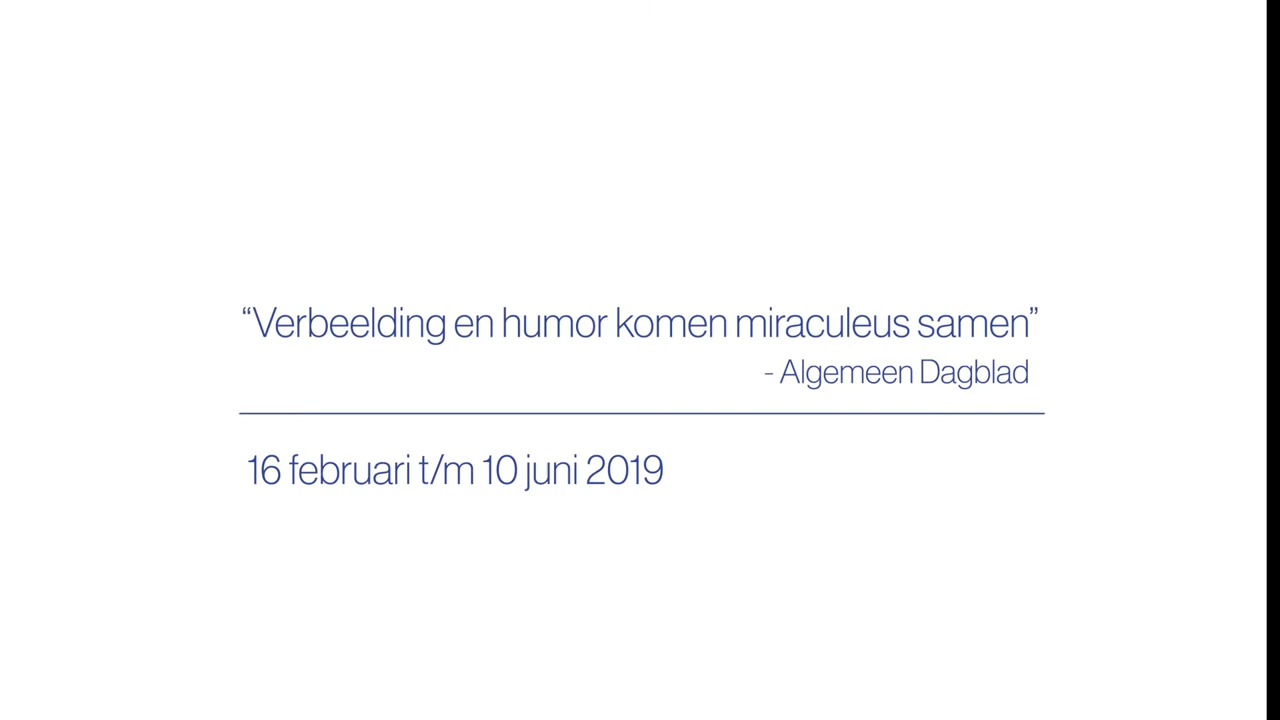 “Verbeelding en humor komen miraculeus samen”
- Algemeen Dagblad
16 februari t/m 10 juni 2019